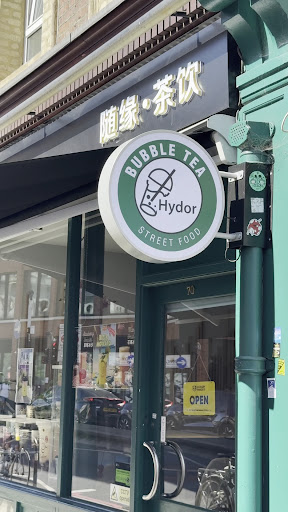 随缘·茶饮
BUBBLE TEA
Hydor
STREET FOOD
OPEN